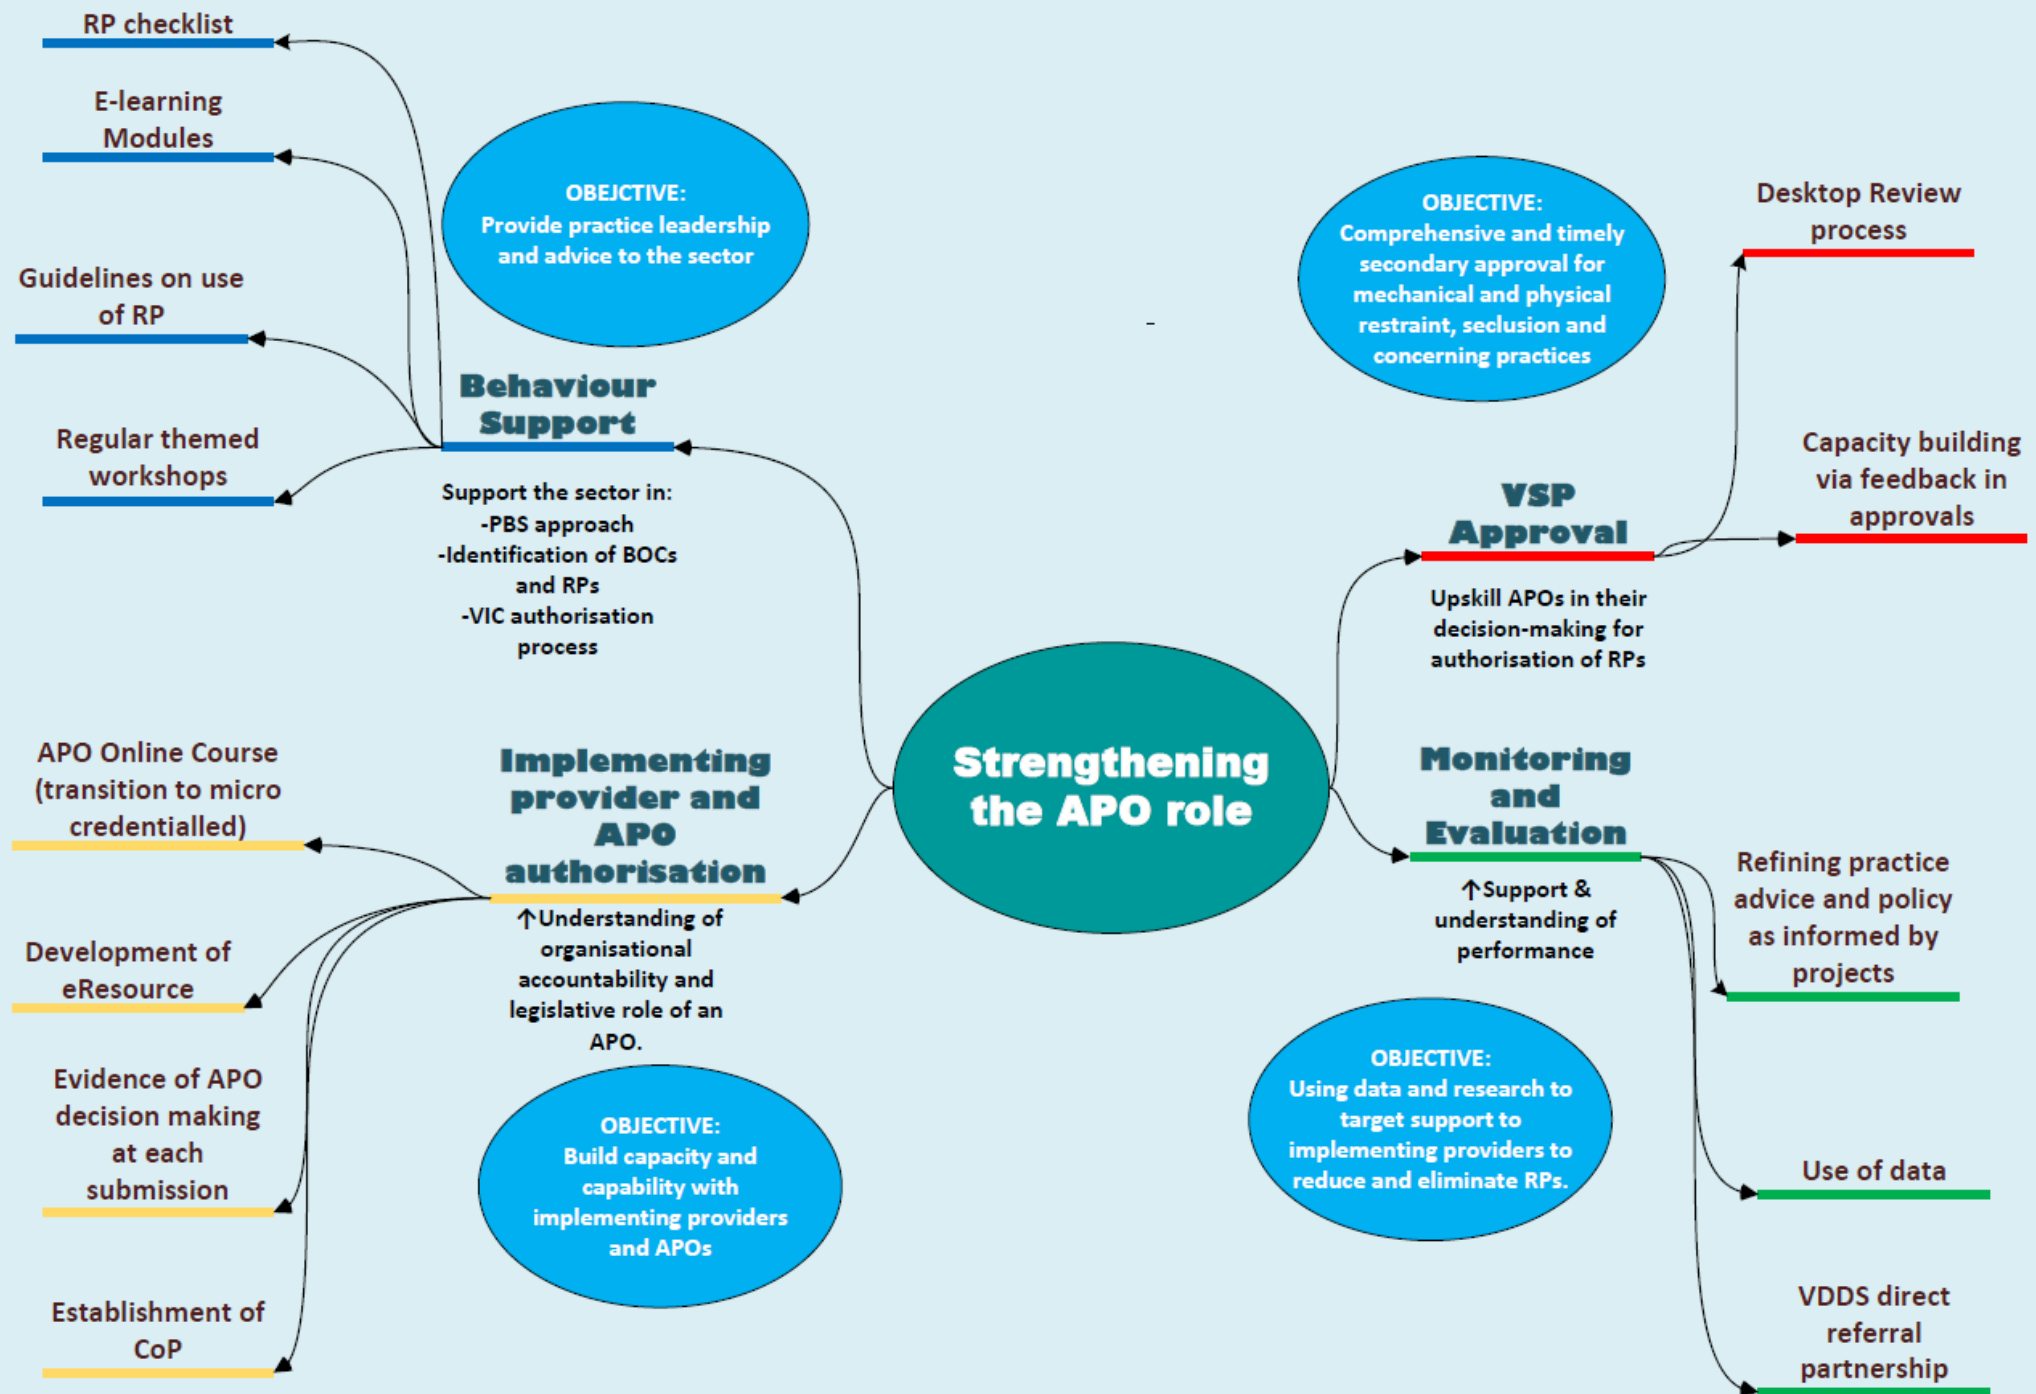 RP checklist
E-learning
Modules
Guidelines on use
of RP
Regular themed
workshops
OBEJCTIVE:
Provide practice leadership
and advice to the sector
Behaviour
Support
Support the sector in:
-PBS approach
-Identification of BOCs
and RPs
-VIC authorisation
process
APO Online Course
(transition to micro
credentialled)
Development of
eResource
Evidence of APO
decision making
at each
submission
Establishment of
CoP
Implementing
provider and
APO
authorisation
↑Understanding of
organisational
accountability and
legislative role of an
APO.
OBJECTIVE:
Build capacity and
capability with
implementing providers
and APOs
Strengthening
the APO role
-
OBJECTIVE:
Comprehensive and timely
secondary approval for
mechanical and physical
restraint, seclusion and
concerning practices
VSP
Approval
Upskill APOs in their
decision-making for
authorisation of RPs
Desktop Review
process
Capacity building
via feedback in
approvals
Monitoring
and
Evaluation
↑Support &
understanding of
performance
OBJECTIVE:
Using data and research to
target support to
implementing providers to
reduce and eliminate RPs.
Refining practice
advice and policy
as informed by
projects
Use of data
VDDS direct
referral
partnership